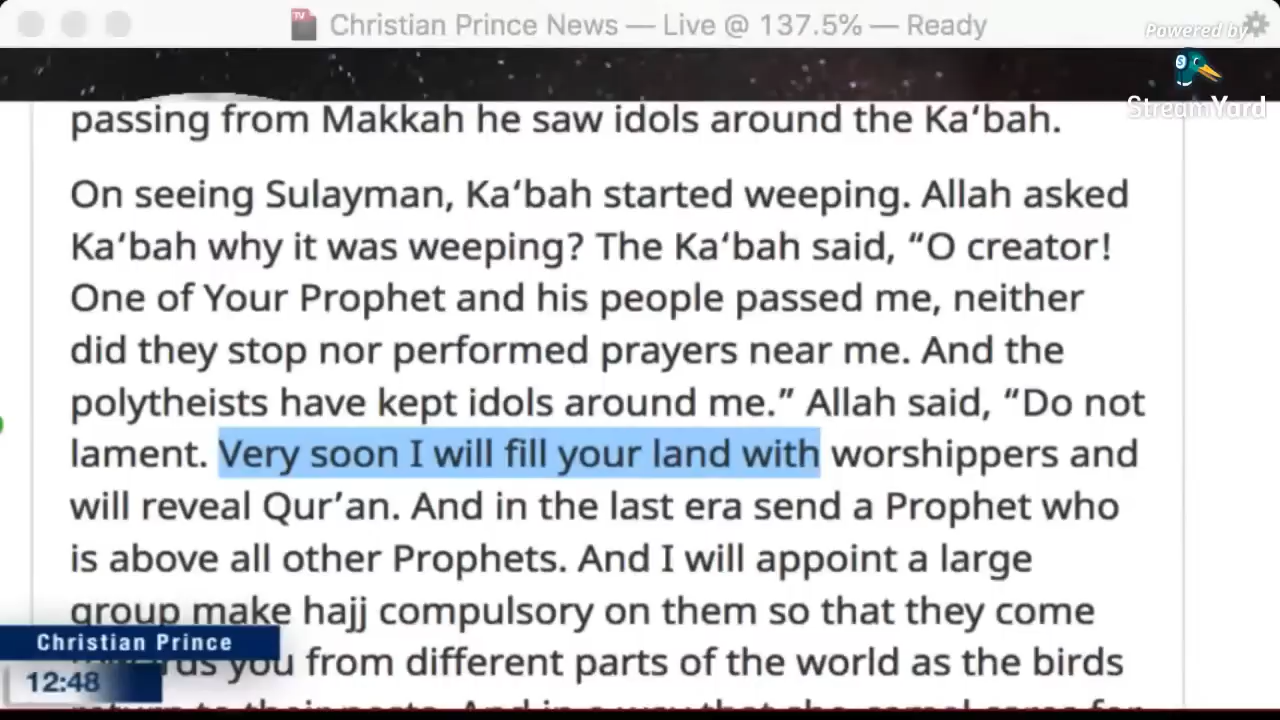 Christian Prince News — Live @ 137.5% — Ready
Powered by
StreamYard
passing from Makkah he saw idols around the Ka‘bah.
On seeing Sulayman, Ka‘bah started weeping. Allah asked
Ka‘bah why it was weeping? The Ka‘bah said, “O creator!
One of Your Prophet and his people passed me, neither
did they stop nor performed prayers near me. And the
polytheists have kept idols around me.” Allah said, “Do not
lament. Very soon I will fill your land with worshippers and
will reveal Qur’an. And in the last era send a Prophet who
is above all other Prophets. And I will appoint a large
group make hajj compulsory on them so that they come
you from different parts of the world as the birds
Christian Prince
12:48